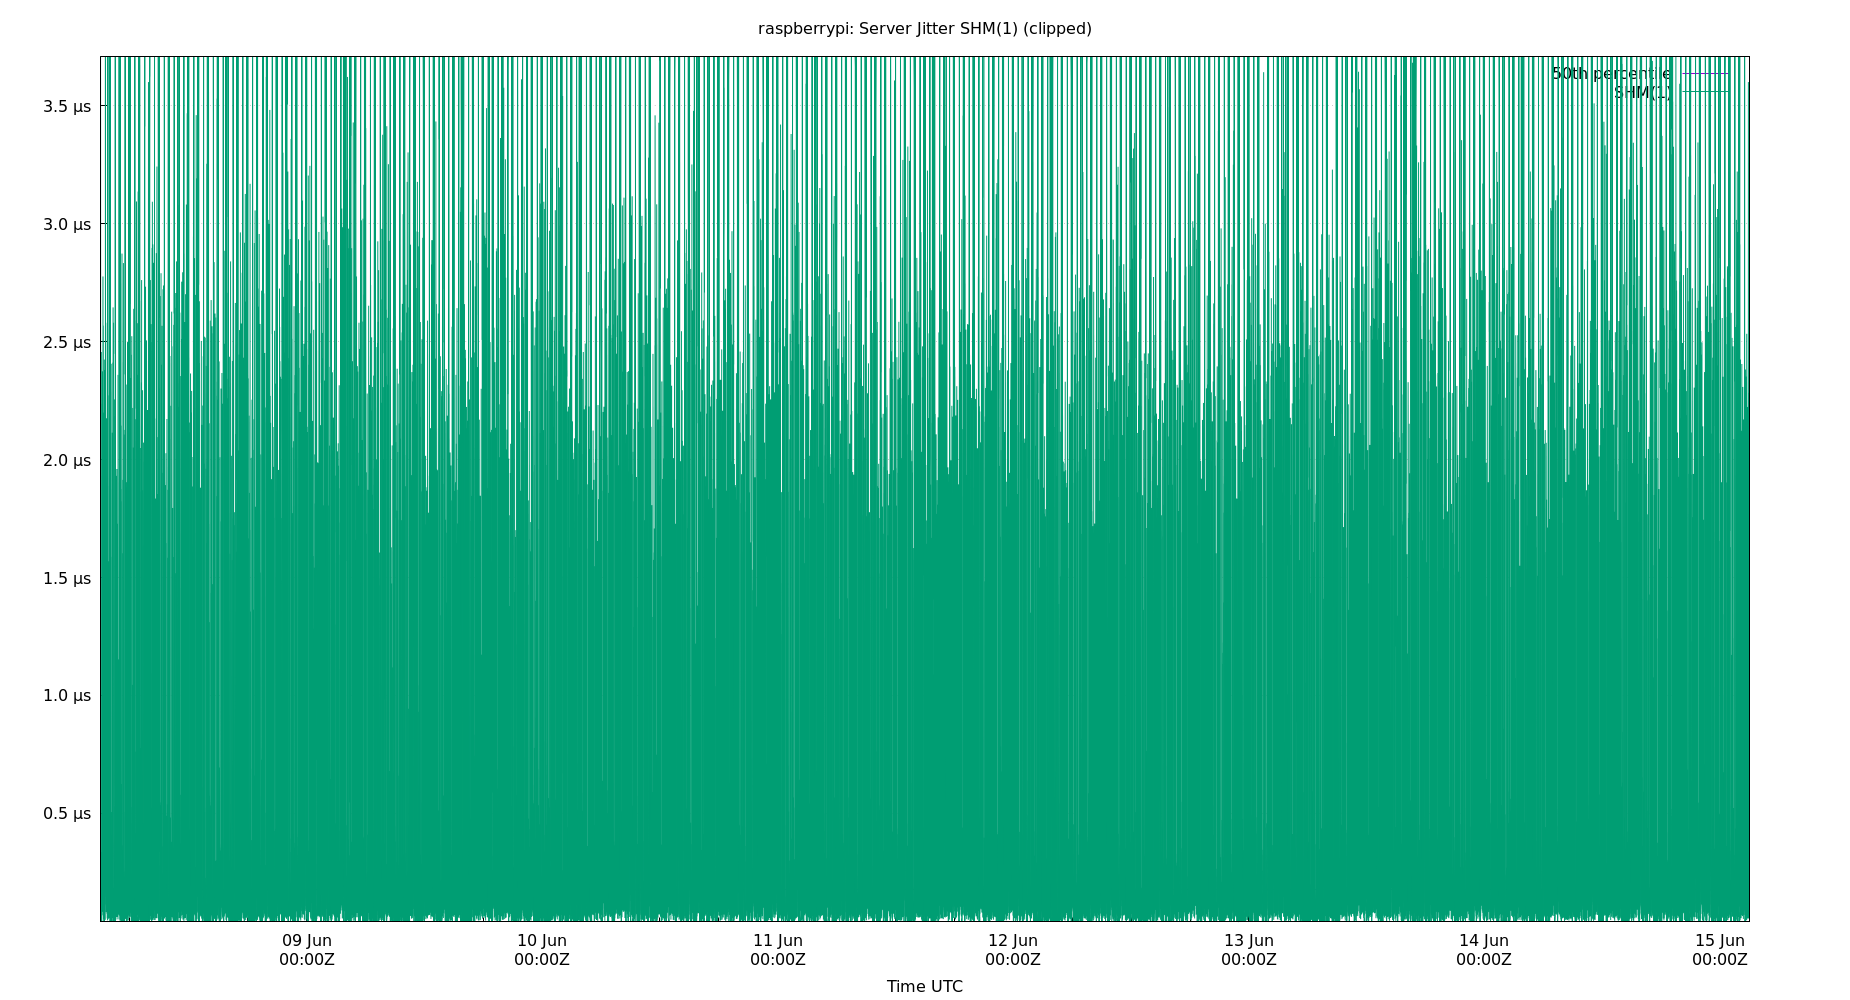 raspberrypi: Server Jitter SHM(1) (clipped)
50th percentile
SHM(1)
3.5 µs
3.0 µs
2.5 µs
2.0 µs
1.5 µs
1.0 µs
0.5 µs
09 Jun 10 Jun 11 Jun 12 Jun 13 Jun 14 Jun 15 Jun
00:00Z 00:00Z 00:00Z 00:00Z 00:00Z 00:00Z 00:00Z
Time UTC